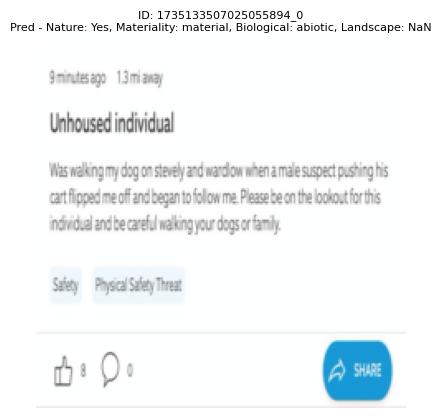 ID: 1735133507025055894_0
Pred - Nature: Yes, Materiality: material, Biological: abiotic, Landscape: NaN
9 minutes ago 1.3 mi away
Unhoused individual
Was walking my dog on stevely and wardlow when a male suspect pushing his
cart flipped me off and began to follow me. Please be on the lookout for this
individual and be careful walking your dogs or family.
Safety Physical Safety Threat
8 0 SHARE